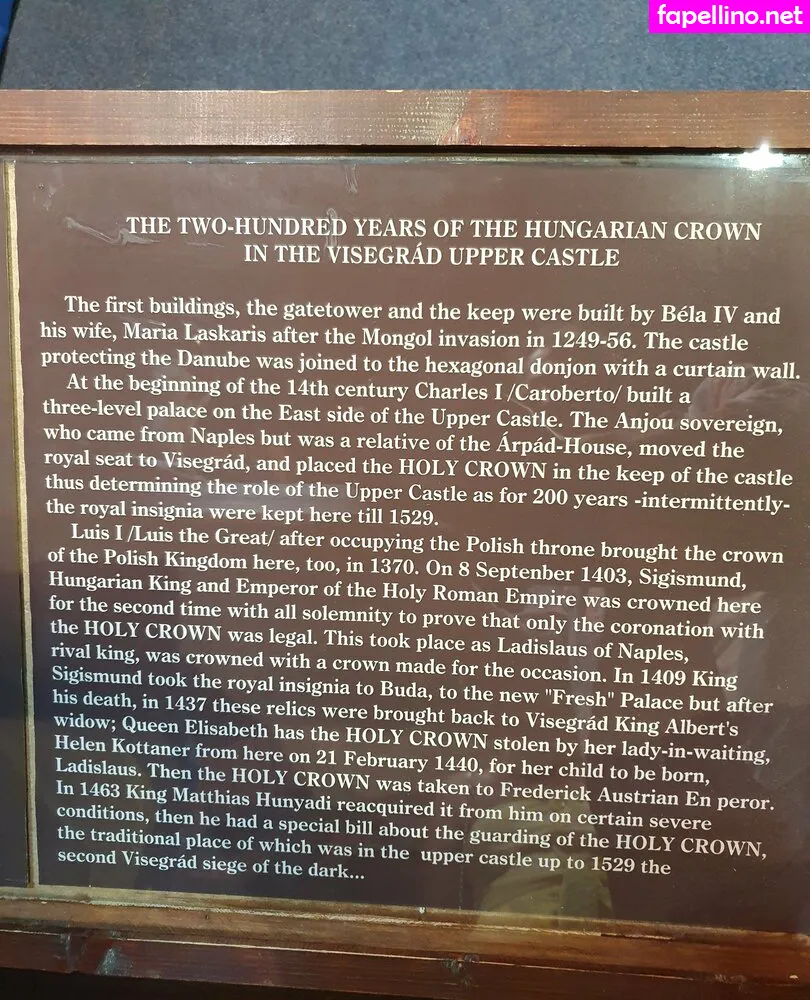 fapellino.net
THE TWO-HUNDRED YEARS OF THE HUNGARIAN CROWN
IN THE VISEGRÁD UPPER CASTLE
The first buildings, the gatetower and the keep were built by Béla IV and
his wife, Maria Laskaris after the Mongol invasion in 1249-56. The castle
protecting the Danube was joined to the hexagonal donjon with a curtain wall.
At the beginning of the 14th century Charles I /Caroberto/ built a
three-level palace on the East side of the Upper Castle. The Anjou sovereign,
who came from Naples but was a relative of the Árpád-House, moved the
royal seat to Visegrád, and placed the HOLY CROWN in the keep of the castle
thus determining the role of the Upper Castle as for 200 years -intermittently-
the royal insignia were kept here till 1529.
Luis I /Luis the Great/ after occupying the Polish throne brought the crown
of the Polish Kingdom here, too, in 1370. On 8 Septenber 1403, Sigismund,
Hungarian King and Emperor of the Holy Roman Empire was crowned here
for the second time with all solemnity to prove that only the coronation with
the HOLY CROWN was legal. This took place as Ladislaus of Naples,
rival king, was crowned with a crown made for the occasion. In 1409 King
Sigismund took the royal insignia to Buda, to the new "Fresh" Palace but after
his death, in 1437 these relics were brought back to Visegrád King Albert's
widow; Queen Elisabeth has the HOLY CROWN stolen by her lady-in-waiting,
Helen Kottaner from here on 21 February 1440, for her child to be born,
Ladislaus. Then the HOLY CROWN was taken to Frederick Austrian En peror.
In 1463 King Matthias Hunyadi reacquired it from him on certain severe
conditions, then he had a special bill about the guarding of the HOLY CROWN,
the traditional place of which was in the upper castle up to 1529 the
second Visegrád siege of the dark...